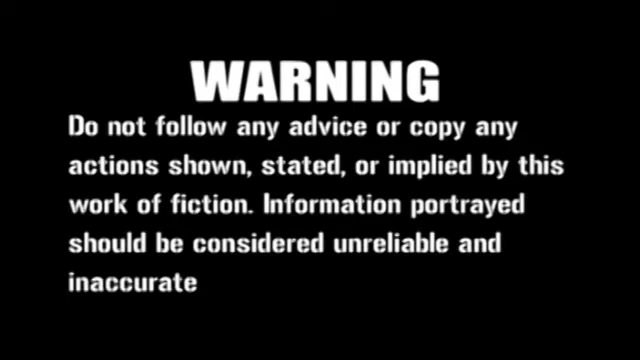 WARNING
Do not follow any advice or copy any
actions shown, stated, or implied by this
work of fiction. Information portrayed
should be considered unreliable and
inaccurate